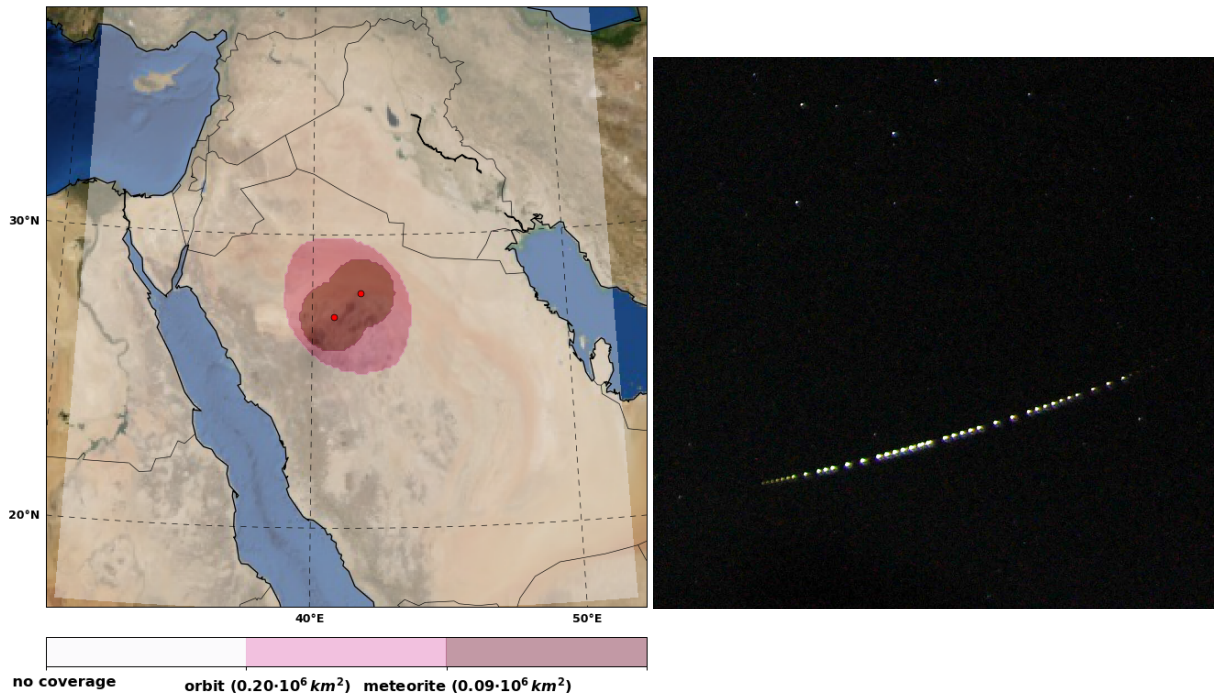 30°N
20°N
40°E
50°E
no coverage
orbit (0.20·10⁶ km²)
meteorite (0.09·10⁶ km²)